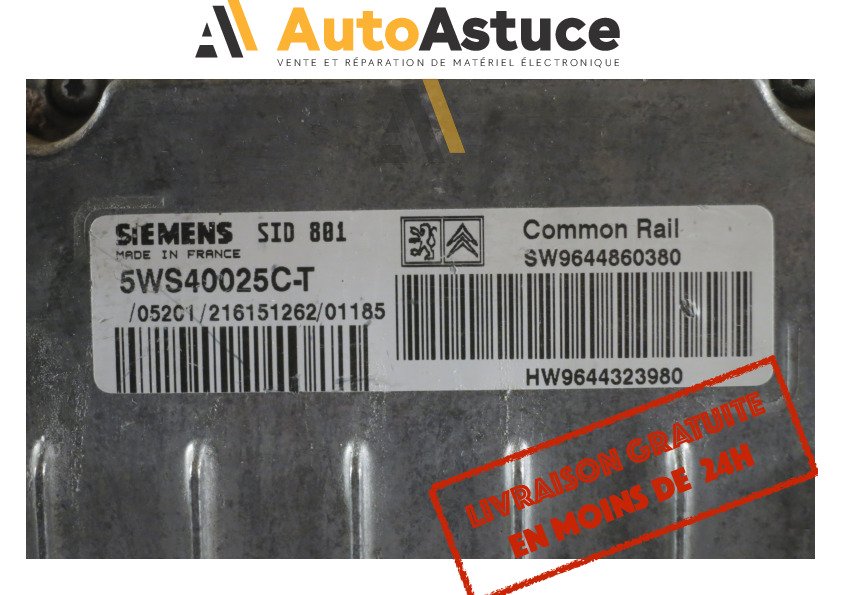 AutoAstuce
VENTE ET RÉPARATION DE MATÉRIEL ÉLECTRONIQUE
SIEMENS SID 801
MADE IN FRANCE
5WS40025C-T
/05201/216151262/01185
Common Rail
SW9644860380
HW9644323980
LIVRAISON GRATUITE
EN MOINS DE 24H